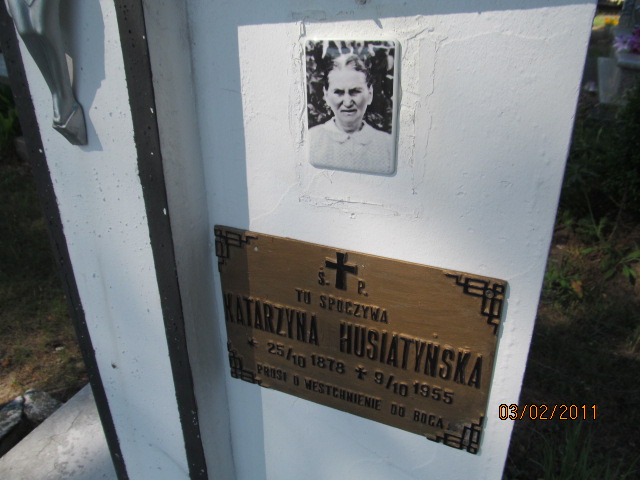 Ś. P.
TU SPOCZYWA
KATARZYNA HUSIATYŃSKA
* 25/10 1878 + 9/10 1955
PROSI O WESTCHNIENIE DO BOGA
03/02/2011